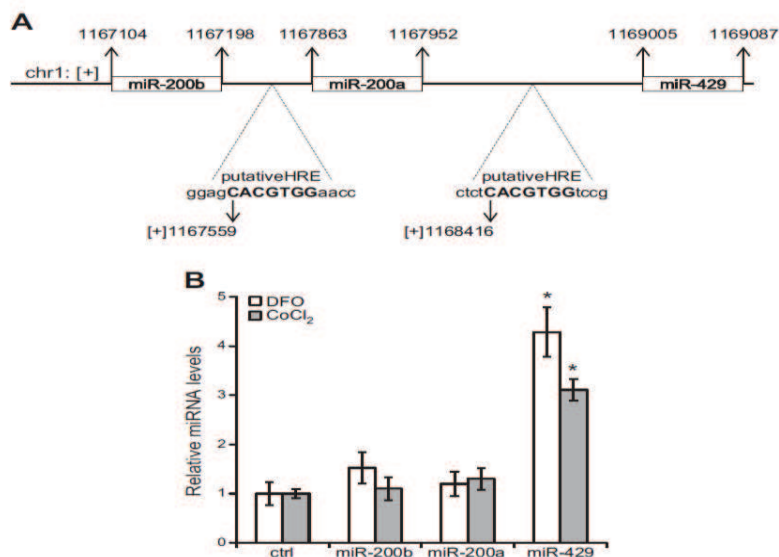 A
1167104 1167198 1167863 1167952 1169005 1169087
chr1: [+]
miR-200b miR-200a miR-429
putativeHRE putativeHRE
ggagCACGTGGaacc ctctCACGTGGtccg
[+]1167559 [+]1168416
B
DFO
CoCl₂
*
*
Relative miRNA levels
5
4
3
2
1
0
ctrl miR-200b miR-200a miR-429